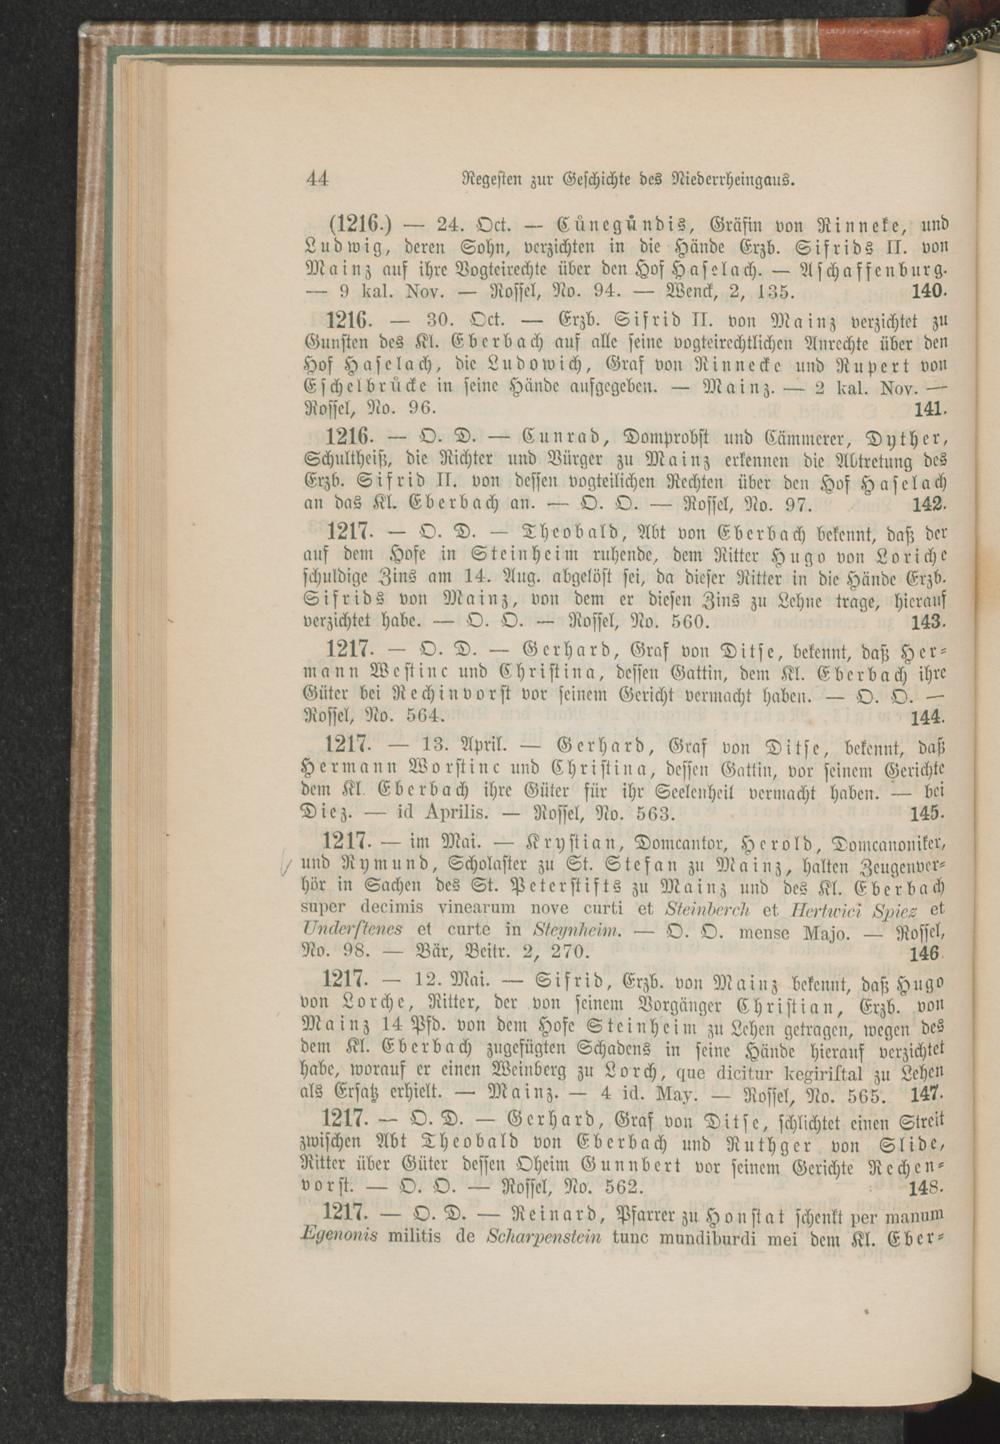 44 Regesten zur Geschichte des Niederrheingaus.
(1216.) — 24. Oct. — Cůnegůndis, Gräfin von Rinneke, und
Ludwig, deren Sohn, verzichten in die Hände Erzb. Sifrids II. von
Mainz auf ihre Vogteirechte über den Hof Haselach. — Aschaffenburg.
— 9 kal. Nov. — Rossel, No. 94. — Wenck, 2, 135. 140.
1216. — 30. Oct. — Erzb. Sifrid II. von Mainz verzichtet zu
Gunsten des Kl. Eberbach auf alle seine vogteirechtlichen Anrechte über den
Hof Haselach, die Ludowich, Graf von Rinnecke und Rupert von
Eschelbrücke in seine Hände aufgegeben. — Mainz. — 2 kal. Nov. —
Rossel, No. 96. 141.
1216. — O. D. — Cunrad, Domprobst und Cämmerer, Dyther,
Schultheiß, die Richter und Bürger zu Mainz erkennen die Abtretung des
Erzb. Sifrid II. von dessen vogteilichen Rechten über den Hof Haselach
an das Kl. Eberbach an. — O. O. — Rossel, No. 97. 142.
1217. — O. D. — Theobald, Abt von Eberbach bekennt, daß der
auf dem Hofe in Steinheim ruhende, dem Ritter Hugo von Loriche
schuldige Zins am 14. Aug. abgelöst sei, da dieser Ritter in die Hände Erzb.
Sifrids von Mainz, von dem er diesen Zins zu Lehne trage, hierauf
verzichtet habe. — O. O. — Rossel, No. 560. 143.
1217. — O. D. — Gerhard, Graf von Ditse, bekennt, daß Her-
mann Westinc und Christina, dessen Gattin, dem Kl. Eberbach ihre
Güter bei Rechinvorst vor seinem Gericht vermacht haben. — O. O. —
Rossel, No. 564. 144.
1217. — 13. April. — Gerhard, Graf von Ditse, bekennt, daß
Hermann Worstinc und Christina, dessen Gattin, vor seinem Gerichte
dem Kl. Eberbach ihre Güter für ihr Seelenheil vermacht haben. — bei
Diez. — id Aprilis. — Rossel, No. 563. 145.
1217. — im Mai. — Krystian, Domcantor, Herold, Domcanoniker,
und Rymund, Scholaster zu St. Stefan zu Mainz, halten Zeugenver-
hör in Sachen des St. Peterstifts zu Mainz und des Kl. Eberbach
super decimis vinearum nove curti et Steinberch et Hertwici Spiez et
Underſtenes et curte in Steynheim. — O. O. mense Majo. — Rossel,
No. 98. — Bär, Beitr. 2, 270. 146.
1217. — 12. Mai. — Sifrid, Erzb. von Mainz bekennt, daß Hugo
von Lorche, Ritter, der von seinem Vorgänger Christian, Erzb. von
Mainz 14 Pfd. von dem Hofe Steinheim zu Lehen getragen, wegen des
dem Kl. Eberbach zugefügten Schadens in seine Hände hierauf verzichtet
habe, worauf er einen Weinberg zu Lorch, que dicitur kegiriſtal zu Lehen
als Ersatz erhielt. — Mainz. — 4 id. May. — Rossel, No. 565. 147.
1217. — O. D. — Gerhard, Graf von Ditse, schlichtet einen Streit
zwischen Abt Theobald von Eberbach und Ruthger von Slide,
Ritter über Güter dessen Oheim Gunnbert vor seinem Gerichte Rechen-
vorst. — O. O. — Rossel, No. 562. 148.
1217. — O. D. — Reinard, Pfarrer zu Honstat schenkt per manum
Egenonis militis de Scharpenstein tunc mundiburdi mei dem Kl. Eber-